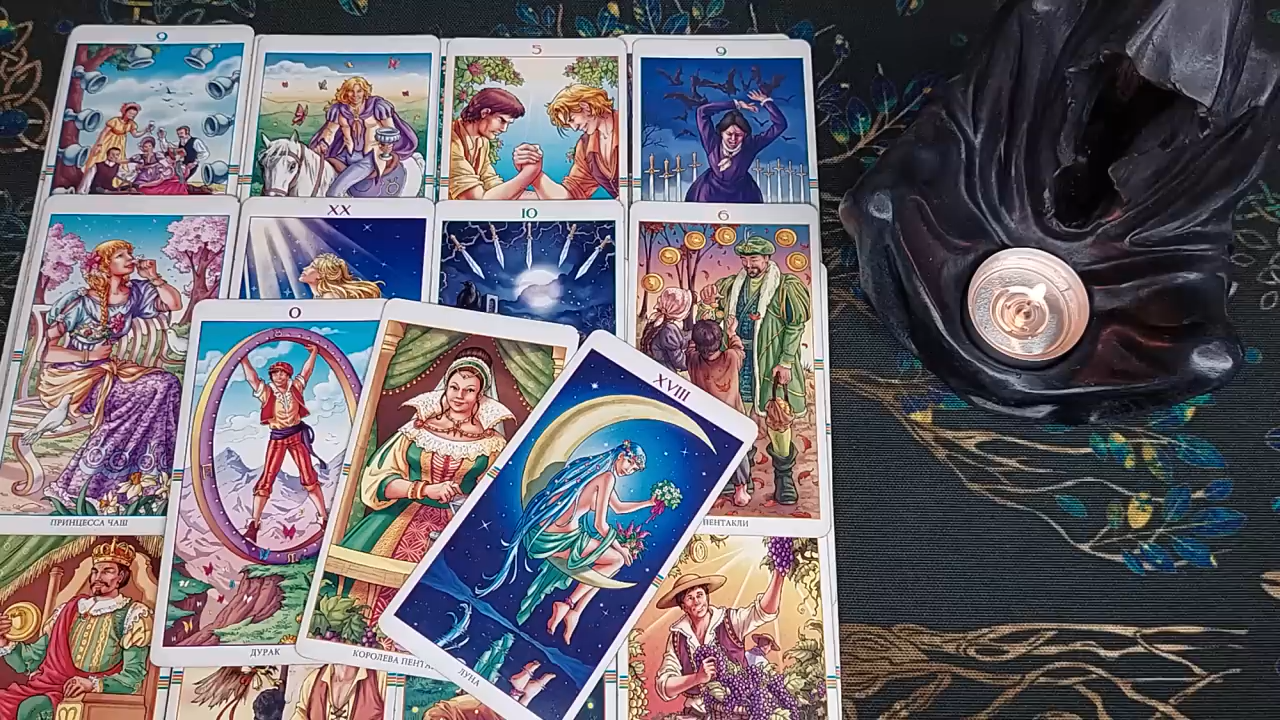 9
5
9
XX
10
6
ПРИНЦЕССА ЧАШ
0
ДУРАК
КОРОЛЕВА ПЕНТА
XVIII
ЛУНА
ПЕНТАКЛИ